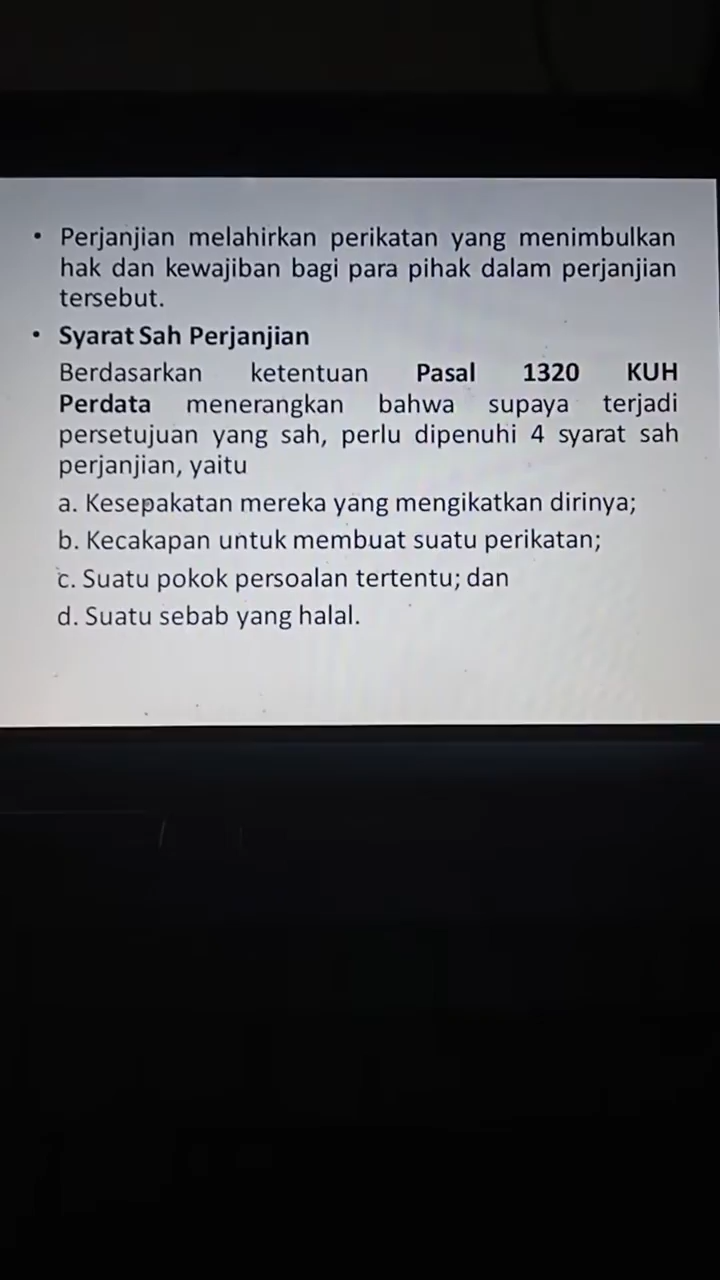 • Perjanjian melahirkan perikatan yang menimbulkan
hak dan kewajiban bagi para pihak dalam perjanjian
tersebut.
• Syarat Sah Perjanjian
Berdasarkan ketentuan Pasal 1320 KUH
Perdata menerangkan bahwa supaya terjadi
persetujuan yang sah, perlu dipenuhi 4 syarat sah
perjanjian, yaitu
a. Kesepakatan mereka yang mengikatkan dirinya;
b. Kecakapan untuk membuat suatu perikatan;
c. Suatu pokok persoalan tertentu; dan
d. Suatu sebab yang halal.